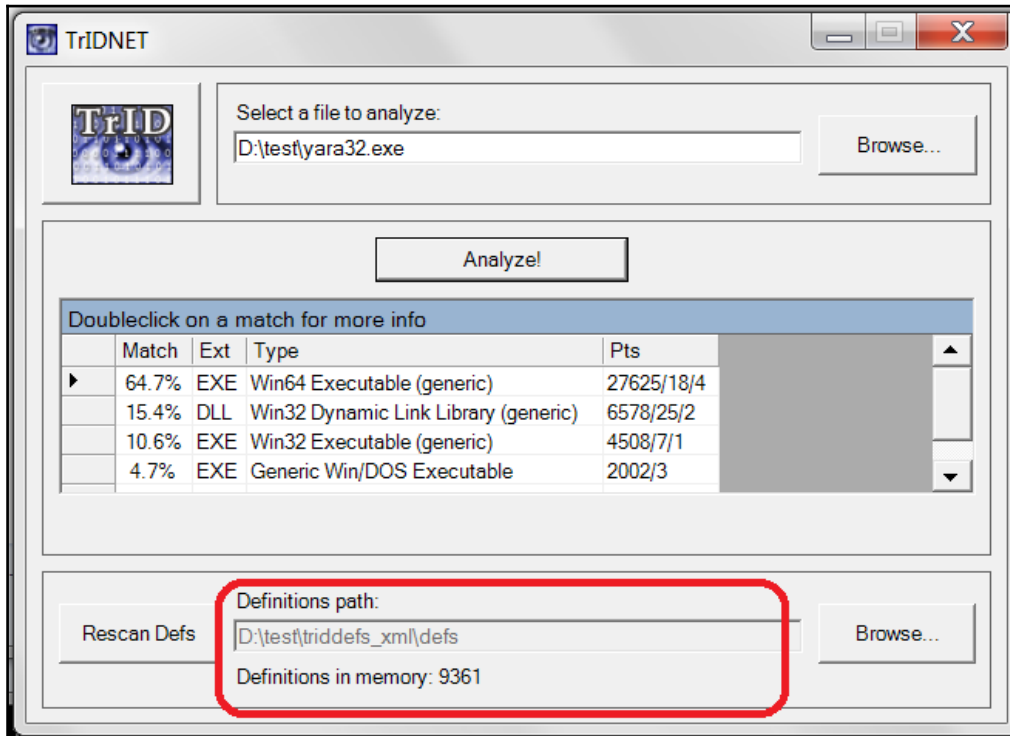 TrIDNET
TrID
Select a file to analyze:
D:\test\yara32.exe
Browse...
Analyze!
Doubleclick on a match for more info
Match Ext Type Pts
64.7% EXE Win64 Executable (generic) 27625/18/4
15.4% DLL Win32 Dynamic Link Library (generic) 6578/25/2
10.6% EXE Win32 Executable (generic) 4508/7/1
4.7% EXE Generic Win/DOS Executable 2002/3
Definitions path:
Rescan Defs D:\test\triddefs_xml\defs Browse...
Definitions in memory: 9361